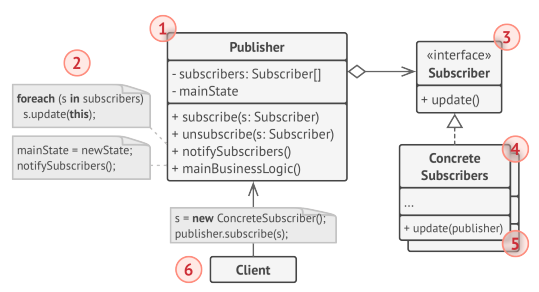 1
Publisher
- subscribers: Subscriber[]
- mainState
+ subscribe(s: Subscriber)
+ unsubscribe(s: Subscriber)
+ notifySubscribers()
+ mainBusinessLogic()
2
foreach (s in subscribers)
s.update(this);
mainState = newState;
notifySubscribers();
3
«interface»
Subscriber
+ update()
4
Concrete
Subscribers
...
+ update(publisher)
5
s = new ConcreteSubscriber();
publisher.subscribe(s);
6
Client